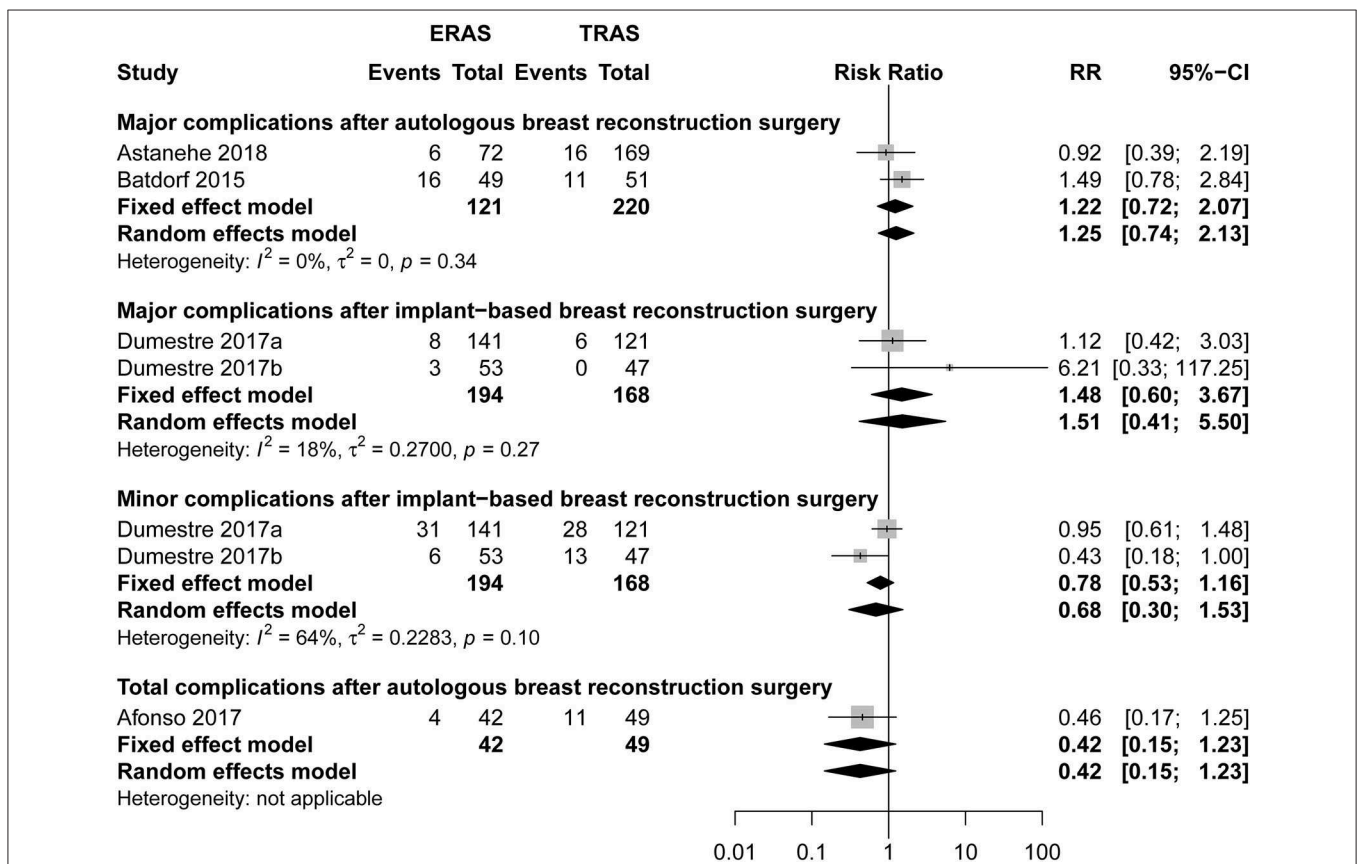 ERAS TRAS
Study Events Total Events Total Risk Ratio RR 95%−CI
Major complications after autologous breast reconstruction surgery
Astanehe 2018 6 72 16 169 0.92 [0.39; 2.19]
Batdorf 2015 16 49 11 51 1.49 [0.78; 2.84]
Fixed effect model 121 220 1.22 [0.72; 2.07]
Random effects model 1.25 [0.74; 2.13]
Heterogeneity: I² = 0%, τ² = 0, p = 0.34
Major complications after implant−based breast reconstruction surgery
Dumestre 2017a 8 141 6 121 1.12 [0.42; 3.03]
Dumestre 2017b 3 53 0 47 6.21 [0.33; 117.25]
Fixed effect model 194 168 1.48 [0.60; 3.67]
Random effects model 1.51 [0.41; 5.50]
Heterogeneity: I² = 18%, τ² = 0.2700, p = 0.27
Minor complications after implant−based breast reconstruction surgery
Dumestre 2017a 31 141 28 121 0.95 [0.61; 1.48]
Dumestre 2017b 6 53 13 47 0.43 [0.18; 1.00]
Fixed effect model 194 168 0.78 [0.53; 1.16]
Random effects model 0.68 [0.30; 1.53]
Heterogeneity: I² = 64%, τ² = 0.2283, p = 0.10
Total complications after autologous breast reconstruction surgery
Afonso 2017 4 42 11 49 0.46 [0.17; 1.25]
Fixed effect model 42 49 0.42 [0.15; 1.23]
Random effects model 0.42 [0.15; 1.23]
Heterogeneity: not applicable
0.01 0.1 1 10 100